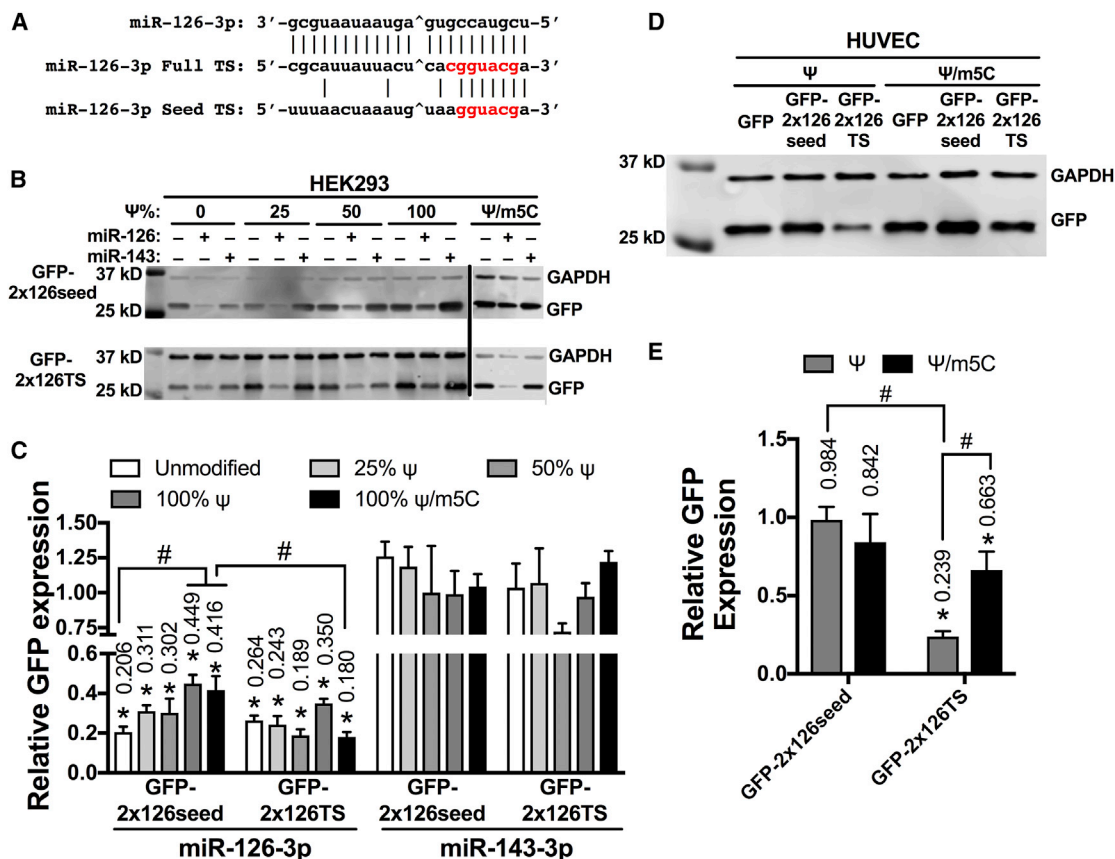 A
miR-126-3p: 3’-gcguaauaauga^gugccaugcu-5’
miR-126-3p Full TS: 5’-cgcauuauuacu^cacgguacga-3’
miR-126-3p Seed TS: 5’-uuuaacuaaaug^uaagguacga-3’
B
HEK293
Ψ%: 0 25 50 100 Ψ/m5C
miR-126: – + – – + – – + – – + – – + –
miR-143: – – + – – + – – + – – + – – +
GFP-2x126seed
37 kD
25 kD
GAPDH
GFP
GFP-2x126TS
37 kD
25 kD
GAPDH
GFP
C
Unmodified 25% ψ 50% ψ
100% ψ 100% ψ/m5C
Relative GFP expression
1.50
1.25
1.00
0.75
0.6
0.4
0.2
0.0
# #
* 0.206
* 0.311
* 0.302
* 0.449
* 0.416
* 0.264
* 0.243
* 0.189
* 0.350
* 0.180
GFP-2x126seed GFP-2x126TS GFP-2x126seed GFP-2x126TS
miR-126-3p miR-143-3p
D
HUVEC
Ψ Ψ/m5C
GFP GFP-2x126 seed GFP-2x126 TS GFP GFP-2x126 seed GFP-2x126 TS
37 kD
25 kD
GAPDH
GFP
E
Ψ Ψ/m5C
Relative GFP Expression
1.5
1.0
0.5
0.0
#
#
0.984
0.842
* 0.239
* 0.663
GFP-2x126seed
GFP-2x126TS